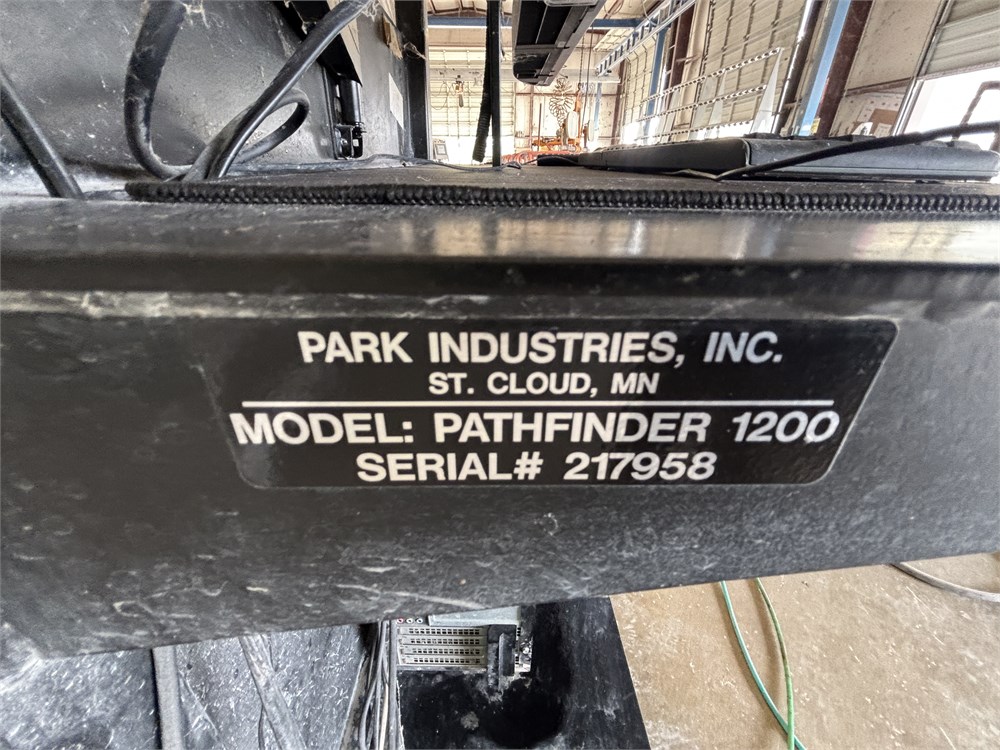 PARK INDUSTRIES, INC.
ST. CLOUD, MN
MODEL: PATHFINDER 1200
SERIAL# 217958